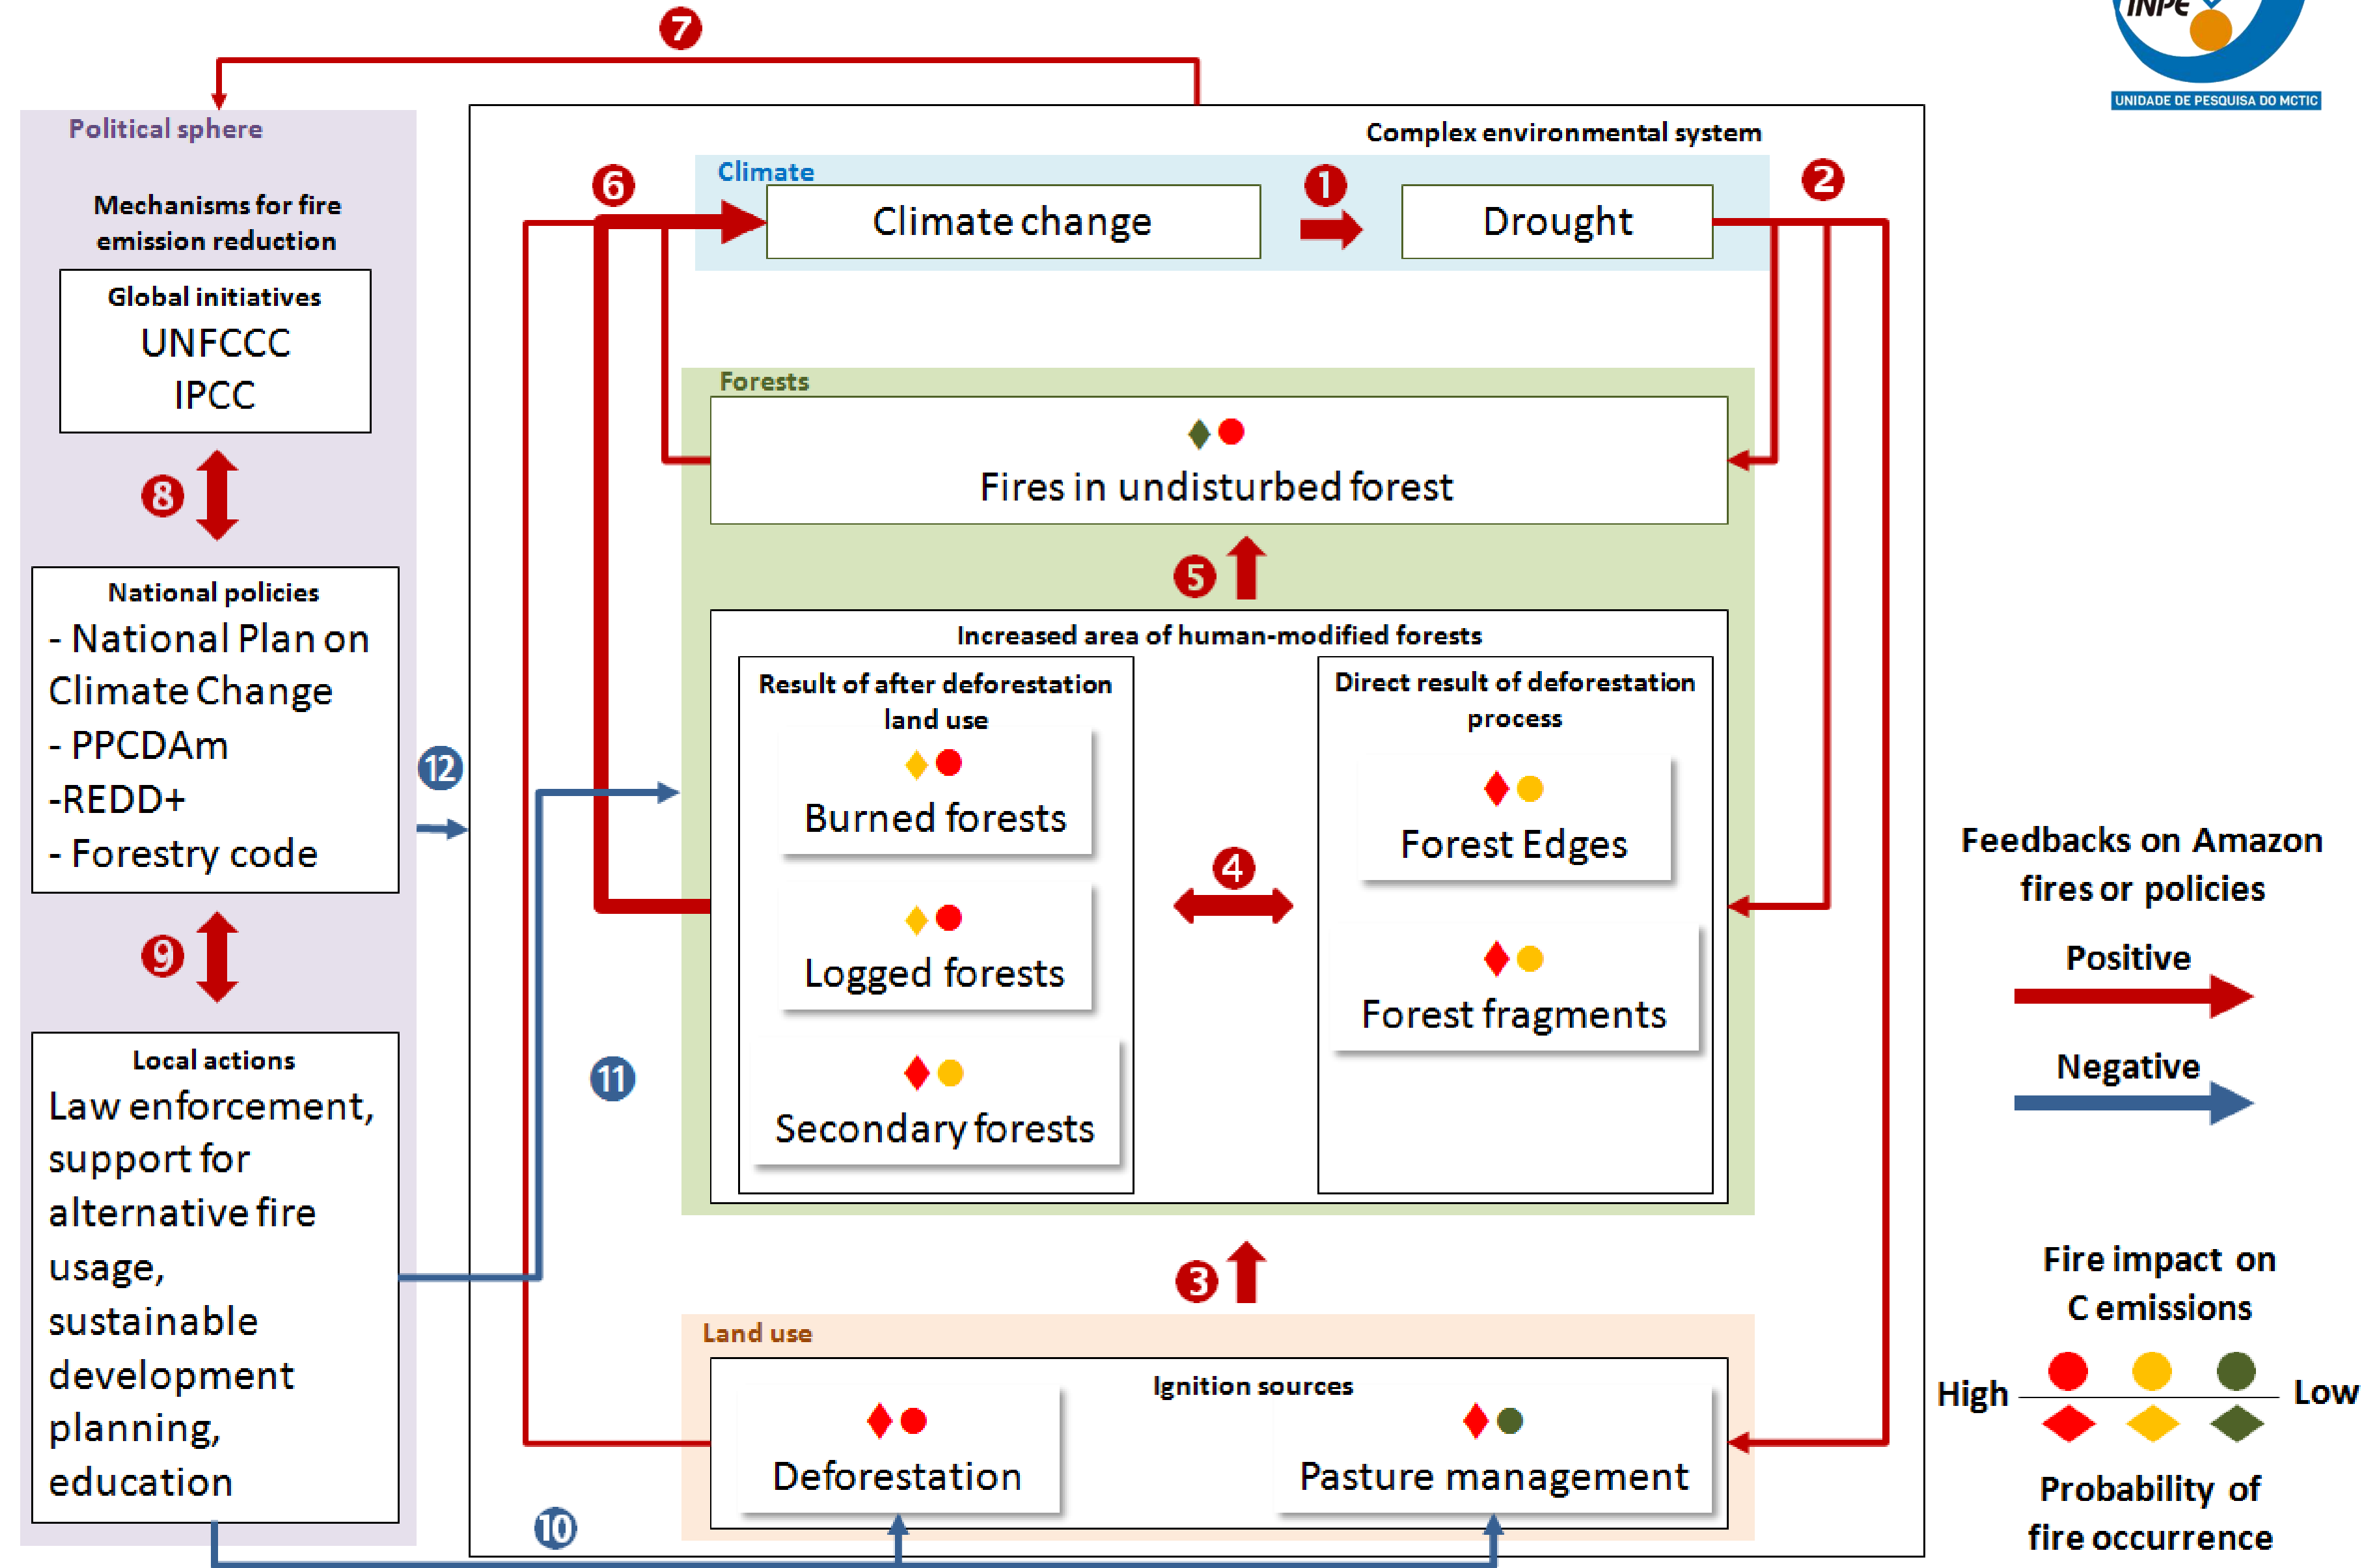 INPE
UNIDADE DE PESQUISA DO MCTIC
7
Political sphere
Mechanisms for fire
emission reduction
Global initiatives
UNFCCC
IPCC
8
National policies
- National Plan on
Climate Change
- PPCDAm
-REDD+
- Forestry code
9
Local actions
Law enforcement,
support for
alternative fire
usage,
sustainable
development
planning,
education
12
11
10
Complex environmental system
6
Climate
Climate change
1
Drought
2
Forests
Fires in undisturbed forest
5
Increased area of human-modified forests
Result of after deforestation
land use
Burned forests
Logged forests
Secondary forests
4
Direct result of deforestation
process
Forest Edges
Forest fragments
3
Land use
Ignition sources
Deforestation
Pasture management
Feedbacks on Amazon
fires or policies
Positive
Negative
Fire impact on
C emissions
High
Low
Probability of
fire occurrence